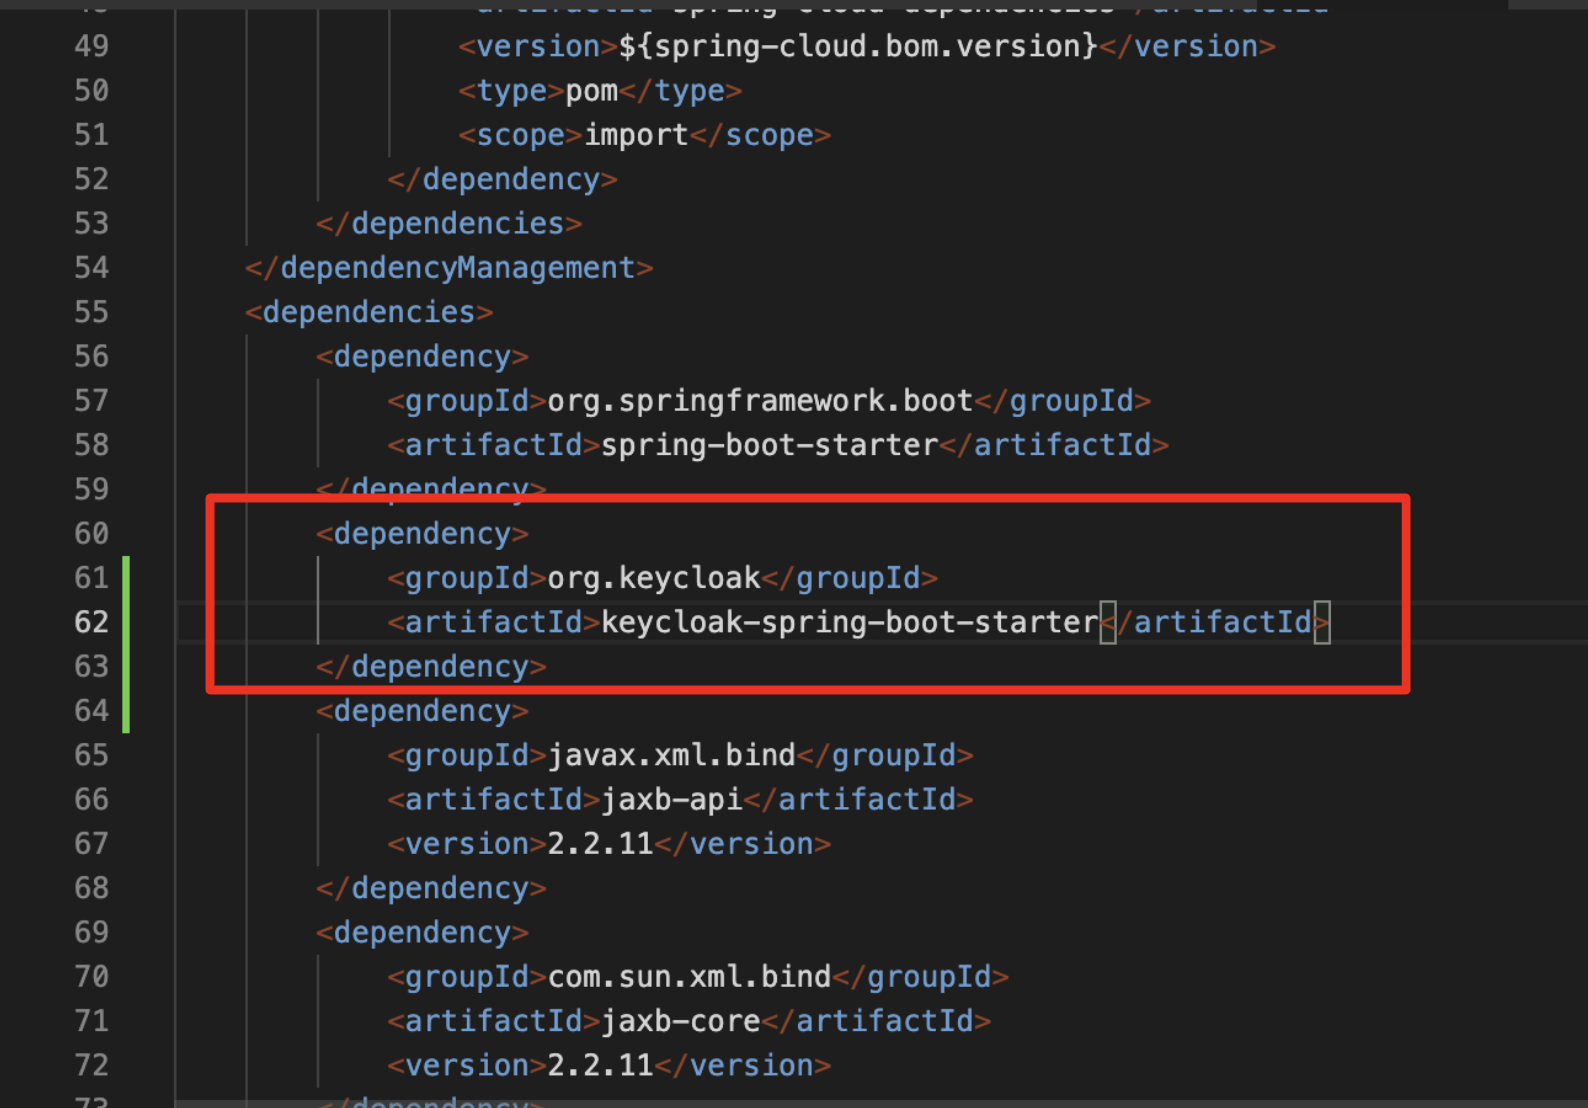 49 <version>${spring-cloud.bom.version}</version>
50 <type>pom</type>
51 <scope>import</scope>
52 </dependency>
53 </dependencies>
54 </dependencyManagement>
55 <dependencies>
56 <dependency>
57 <groupId>org.springframework.boot</groupId>
58 <artifactId>spring-boot-starter</artifactId>
59 </dependency>
60 <dependency>
61 <groupId>org.keycloak</groupId>
62 <artifactId>keycloak-spring-boot-starter</artifactId>
63 </dependency>
64 <dependency>
65 <groupId>javax.xml.bind</groupId>
66 <artifactId>jaxb-api</artifactId>
67 <version>2.2.11</version>
68 </dependency>
69 <dependency>
70 <groupId>com.sun.xml.bind</groupId>
71 <artifactId>jaxb-core</artifactId>
72 <version>2.2.11</version>
73 </dependency>